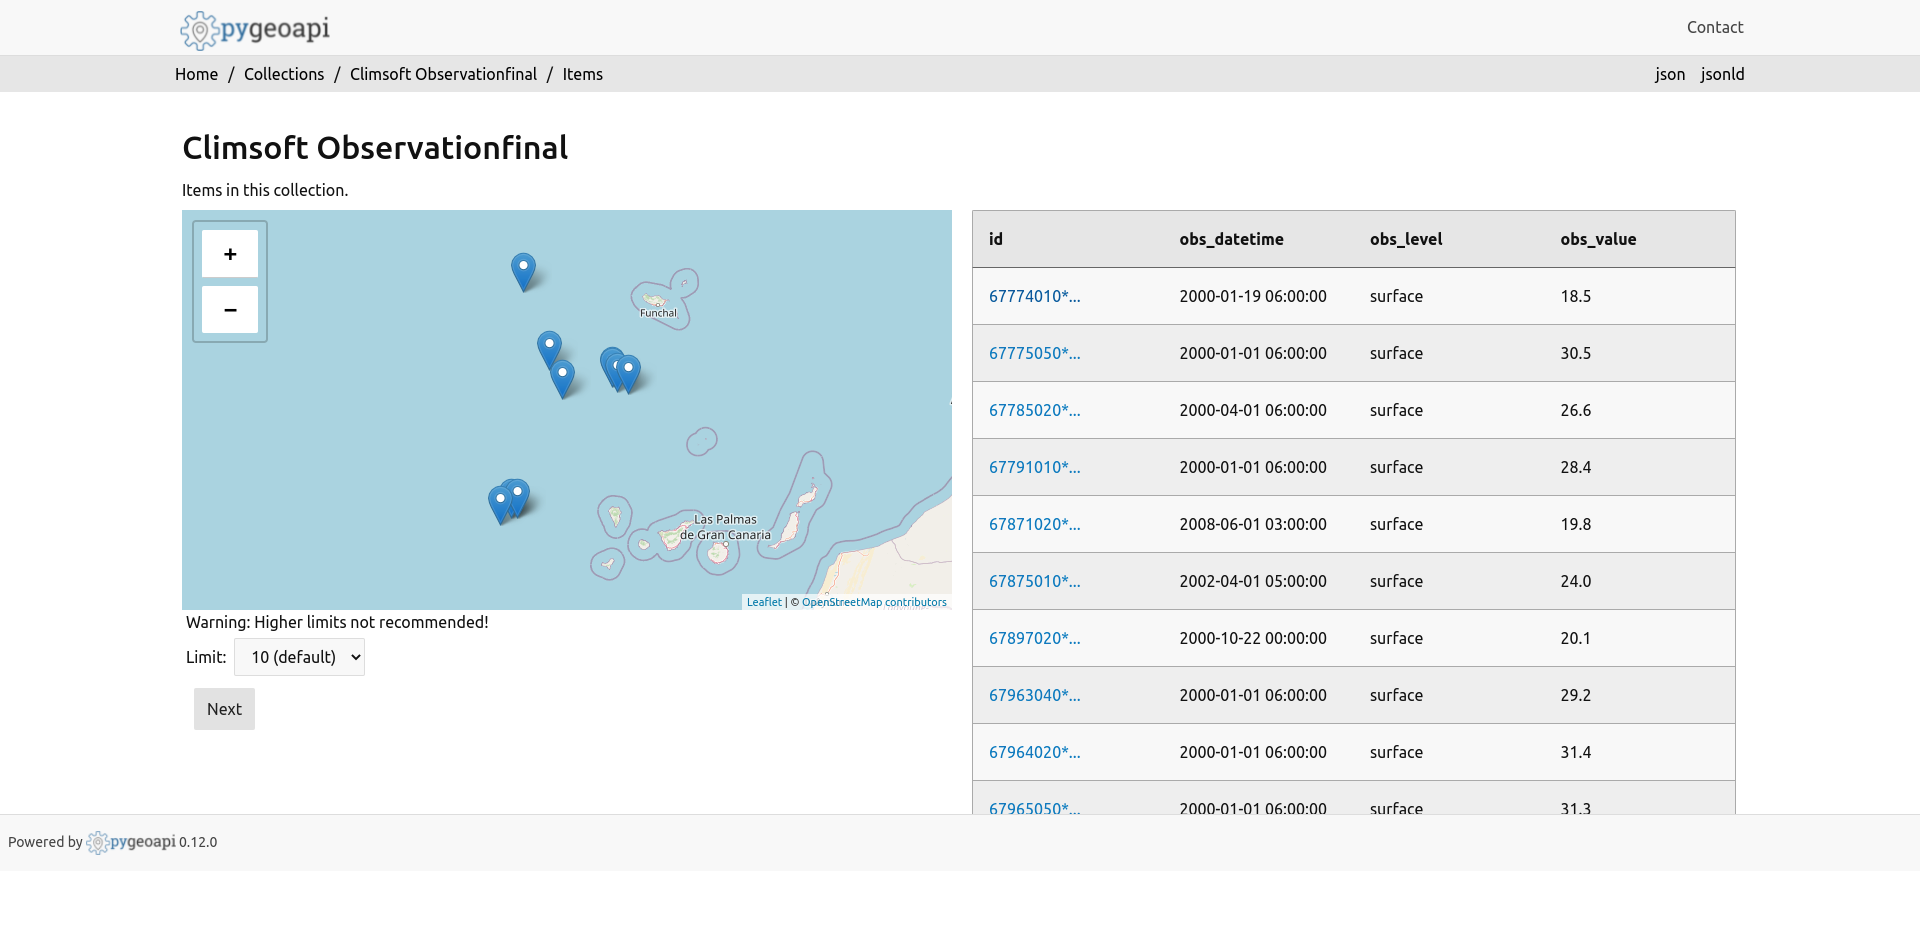 pygeoapi
Contact
Home / Collections / Climsoft Observationfinal / Items
json jsonld
Climsoft Observationfinal
Items in this collection.
+
−
Funchal
Las Palmas
de Gran Canaria
Leaflet | © OpenStreetMap contributors
Warning: Higher limits not recommended!
Limit: 10 (default)
Next
id obs_datetime obs_level obs_value
67774010*... 2000-01-19 06:00:00 surface 18.5
67775050*... 2000-01-01 06:00:00 surface 30.5
67785020*... 2000-04-01 06:00:00 surface 26.6
67791010*... 2000-01-01 06:00:00 surface 28.4
67871020*... 2008-06-01 03:00:00 surface 19.8
67875010*... 2002-04-01 05:00:00 surface 24.0
67897020*... 2000-10-22 00:00:00 surface 20.1
67963040*... 2000-01-01 06:00:00 surface 29.2
67964020*... 2000-01-01 06:00:00 surface 31.4
67965050*... 2000-01-01 06:00:00 surface 31.3
Powered by pygeoapi 0.12.0